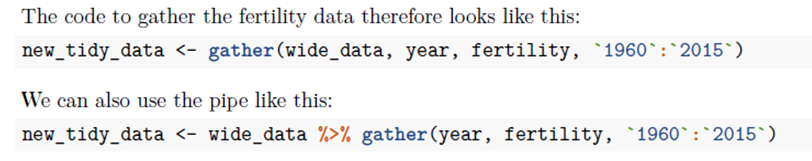 The code to gather the fertility data therefore looks like this:
new_tidy_data <- gather(wide_data, year, fertility, `1960`:`2015`)
We can also use the pipe like this:
new_tidy_data <- wide_data %>% gather(year, fertility, `1960`:`2015`)